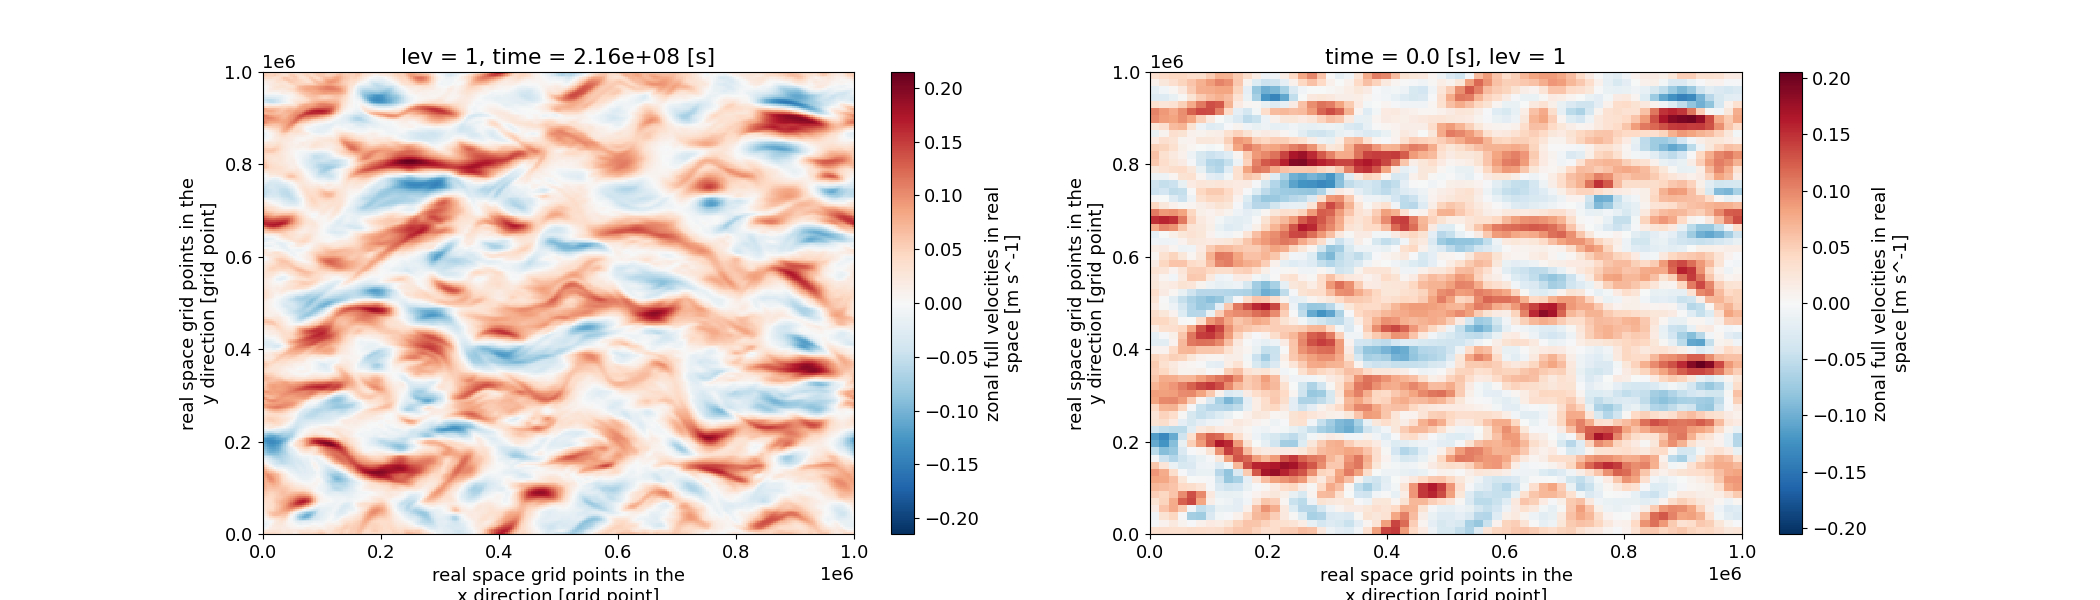 lev = 1, time = 2.16e+08 [s]
1e6
1.0
0.8
0.6
0.4
0.2
0.0
real space grid points in the
y direction [grid point]
0.0 0.2 0.4 0.6 0.8 1.0
1e6
real space grid points in the
x direction [grid point]
0.20
0.15
0.10
0.05
0.00
−0.05
−0.10
−0.15
−0.20
zonal full velocities in real
space [m s^-1]
time = 0.0 [s], lev = 1
1e6
1.0
0.8
0.6
0.4
0.2
0.0
real space grid points in the
y direction [grid point]
0.0 0.2 0.4 0.6 0.8 1.0
1e6
real space grid points in the
x direction [grid point]
0.20
0.15
0.10
0.05
0.00
−0.05
−0.10
−0.15
−0.20
zonal full velocities in real
space [m s^-1]